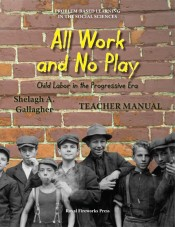 PROBLEM BASED LEARNING
IN THE SOCIAL SCIENCES
All Work
and No Play
Child Labor in the Progressive Era
Shelagh A.
Gallagher
TEACHER MANUAL
Royal Fireworks Press